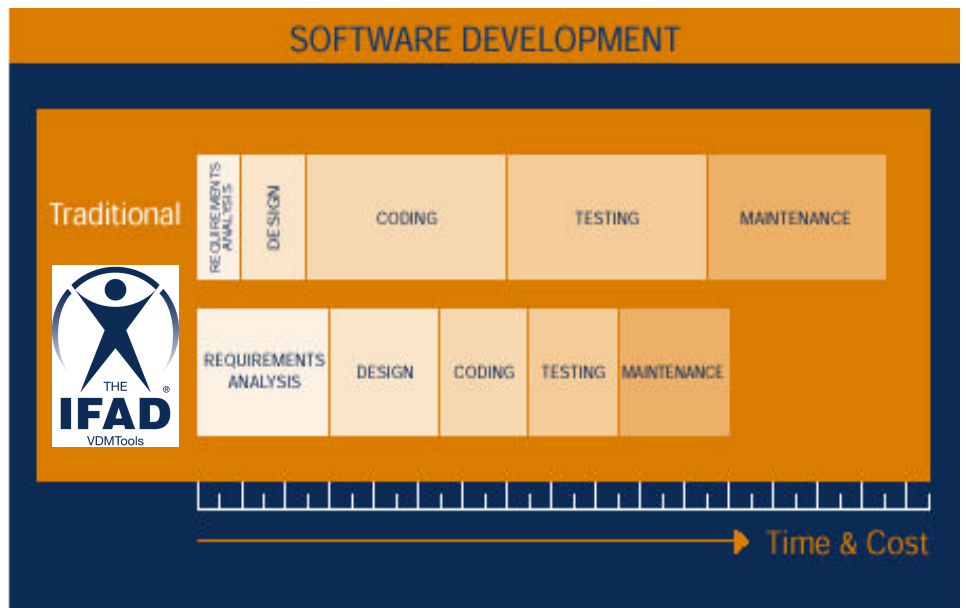 SOFTWARE DEVELOPMENT
Traditional
REQUIREMENTS
ANALYSIS
DESIGN
CODING
TESTING
MAINTENANCE
THE
IFAD®
VDMTools
REQUIREMENTS
ANALYSIS
DESIGN
CODING
TESTING
MAINTENANCE
Time & Cost